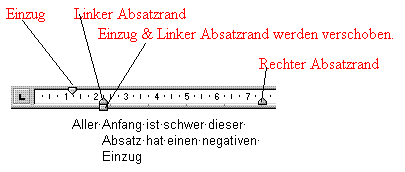 Einzug Linker Absatzrand
Einzug & Linker Absatzrand werden verschoben.
Rechter Absatzrand
L 1 2 3 4 5 6 7
Aller Anfang ist schwer dieser
Absatz hat einen negativen
Einzug